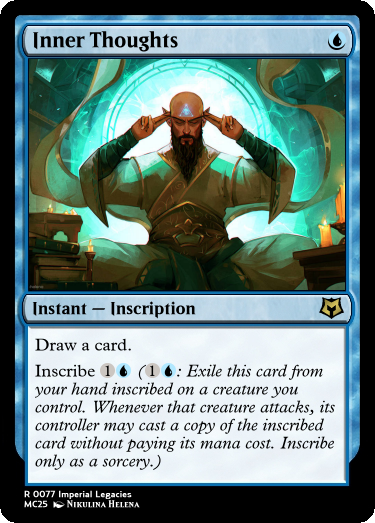 Inner Thoughts
Instant — Inscription
Draw a card.
Inscribe 1 (1: Exile this card from
your hand inscribed on a creature you
control. Whenever that creature attacks, its
controller may cast a copy of the inscribed
card without paying its mana cost. Inscribe
only as a sorcery.)
R 0077 Imperial Legacies
MC25 Nikulina Helena